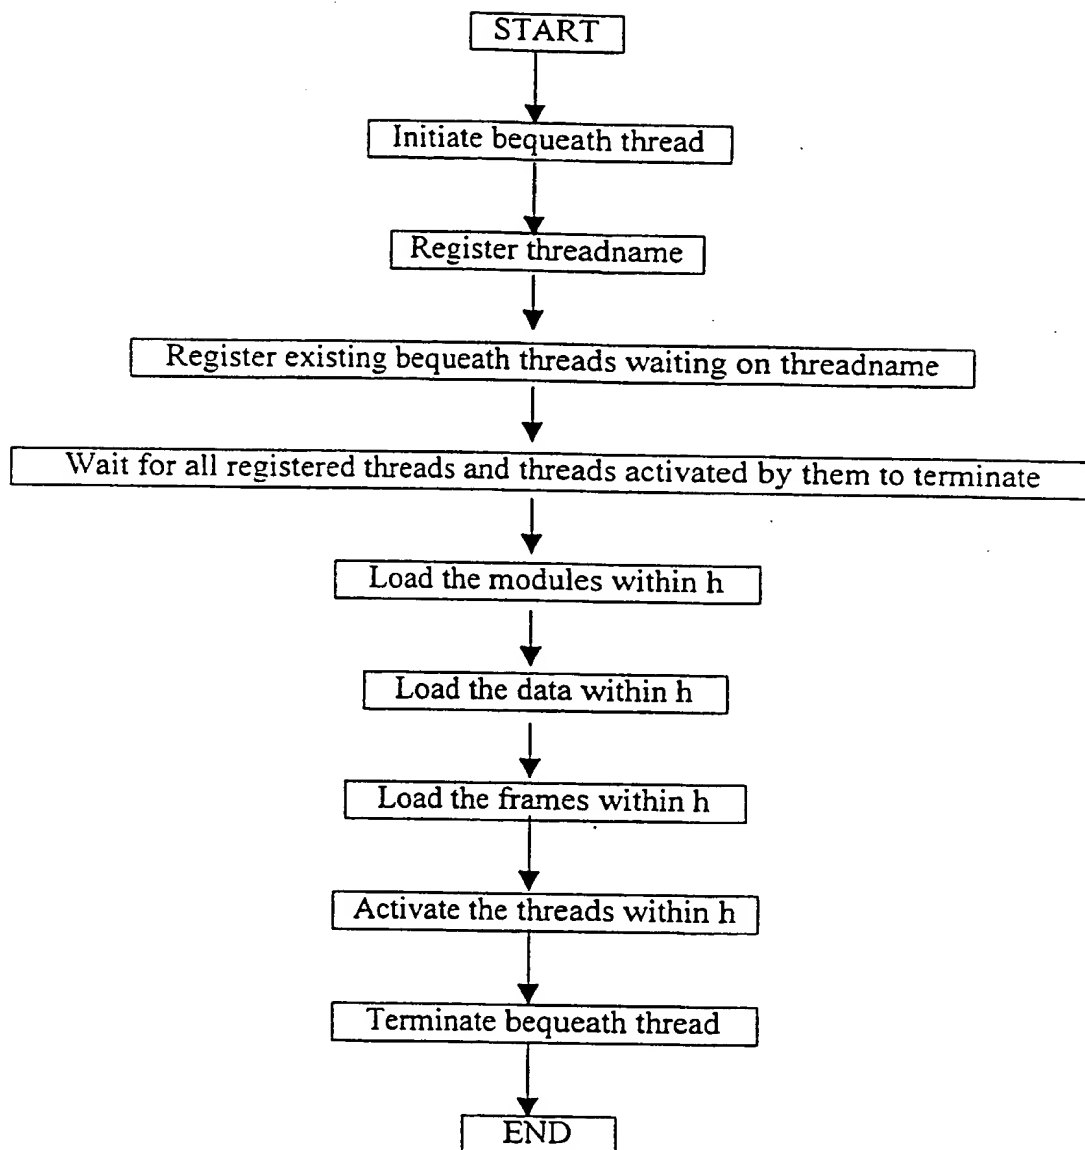 START
Initiate bequeath thread
Register threadname
Register existing bequeath threads waiting on threadname
Wait for all registered threads and threads activated by them to terminate
Load the modules within h
Load the data within h
Load the frames within h
Activate the threads within h
Terminate bequeath thread
END